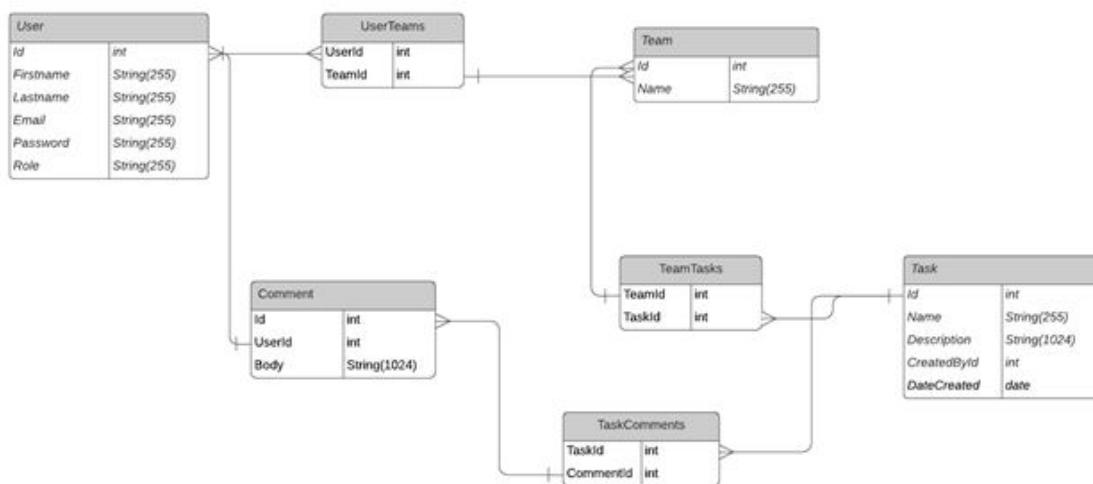 User
Id int
Firstname String(255)
Lastname String(255)
Email String(255)
Password String(255)
Role String(255)
UserTeams
UserId int
TeamId int
Team
Id int
Name String(255)
Comment
Id int
UserId int
Body String(1024)
TeamTasks
TeamId int
TaskId int
Task
Id int
Name String(255)
Description String(1024)
CreatedById int
DateCreated date
TaskComments
TaskId int
CommentId int